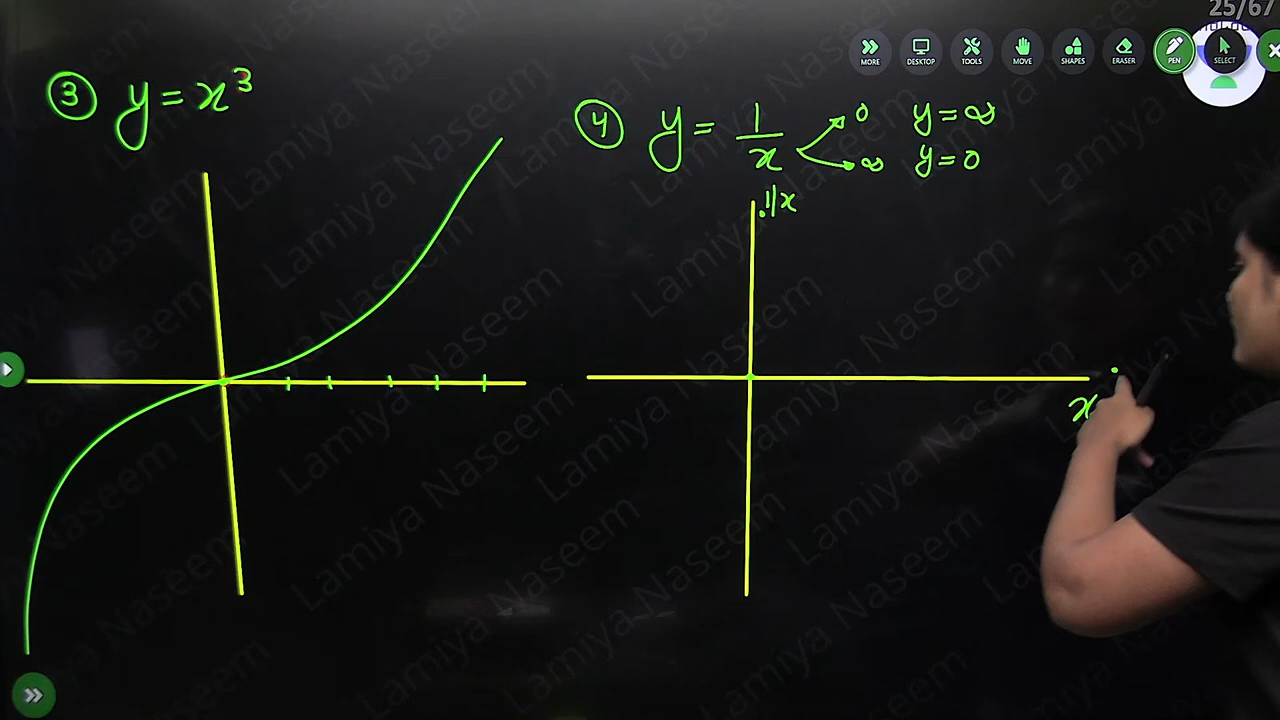 25/67
MORE DESKTOP TOOLS MOVE SHAPES ERASER PEN SELECT
③ y = x³
④ y = 1/x → 0 y = ∞
→ ∞ y = 0
1/x
x
Lamiya Naseem